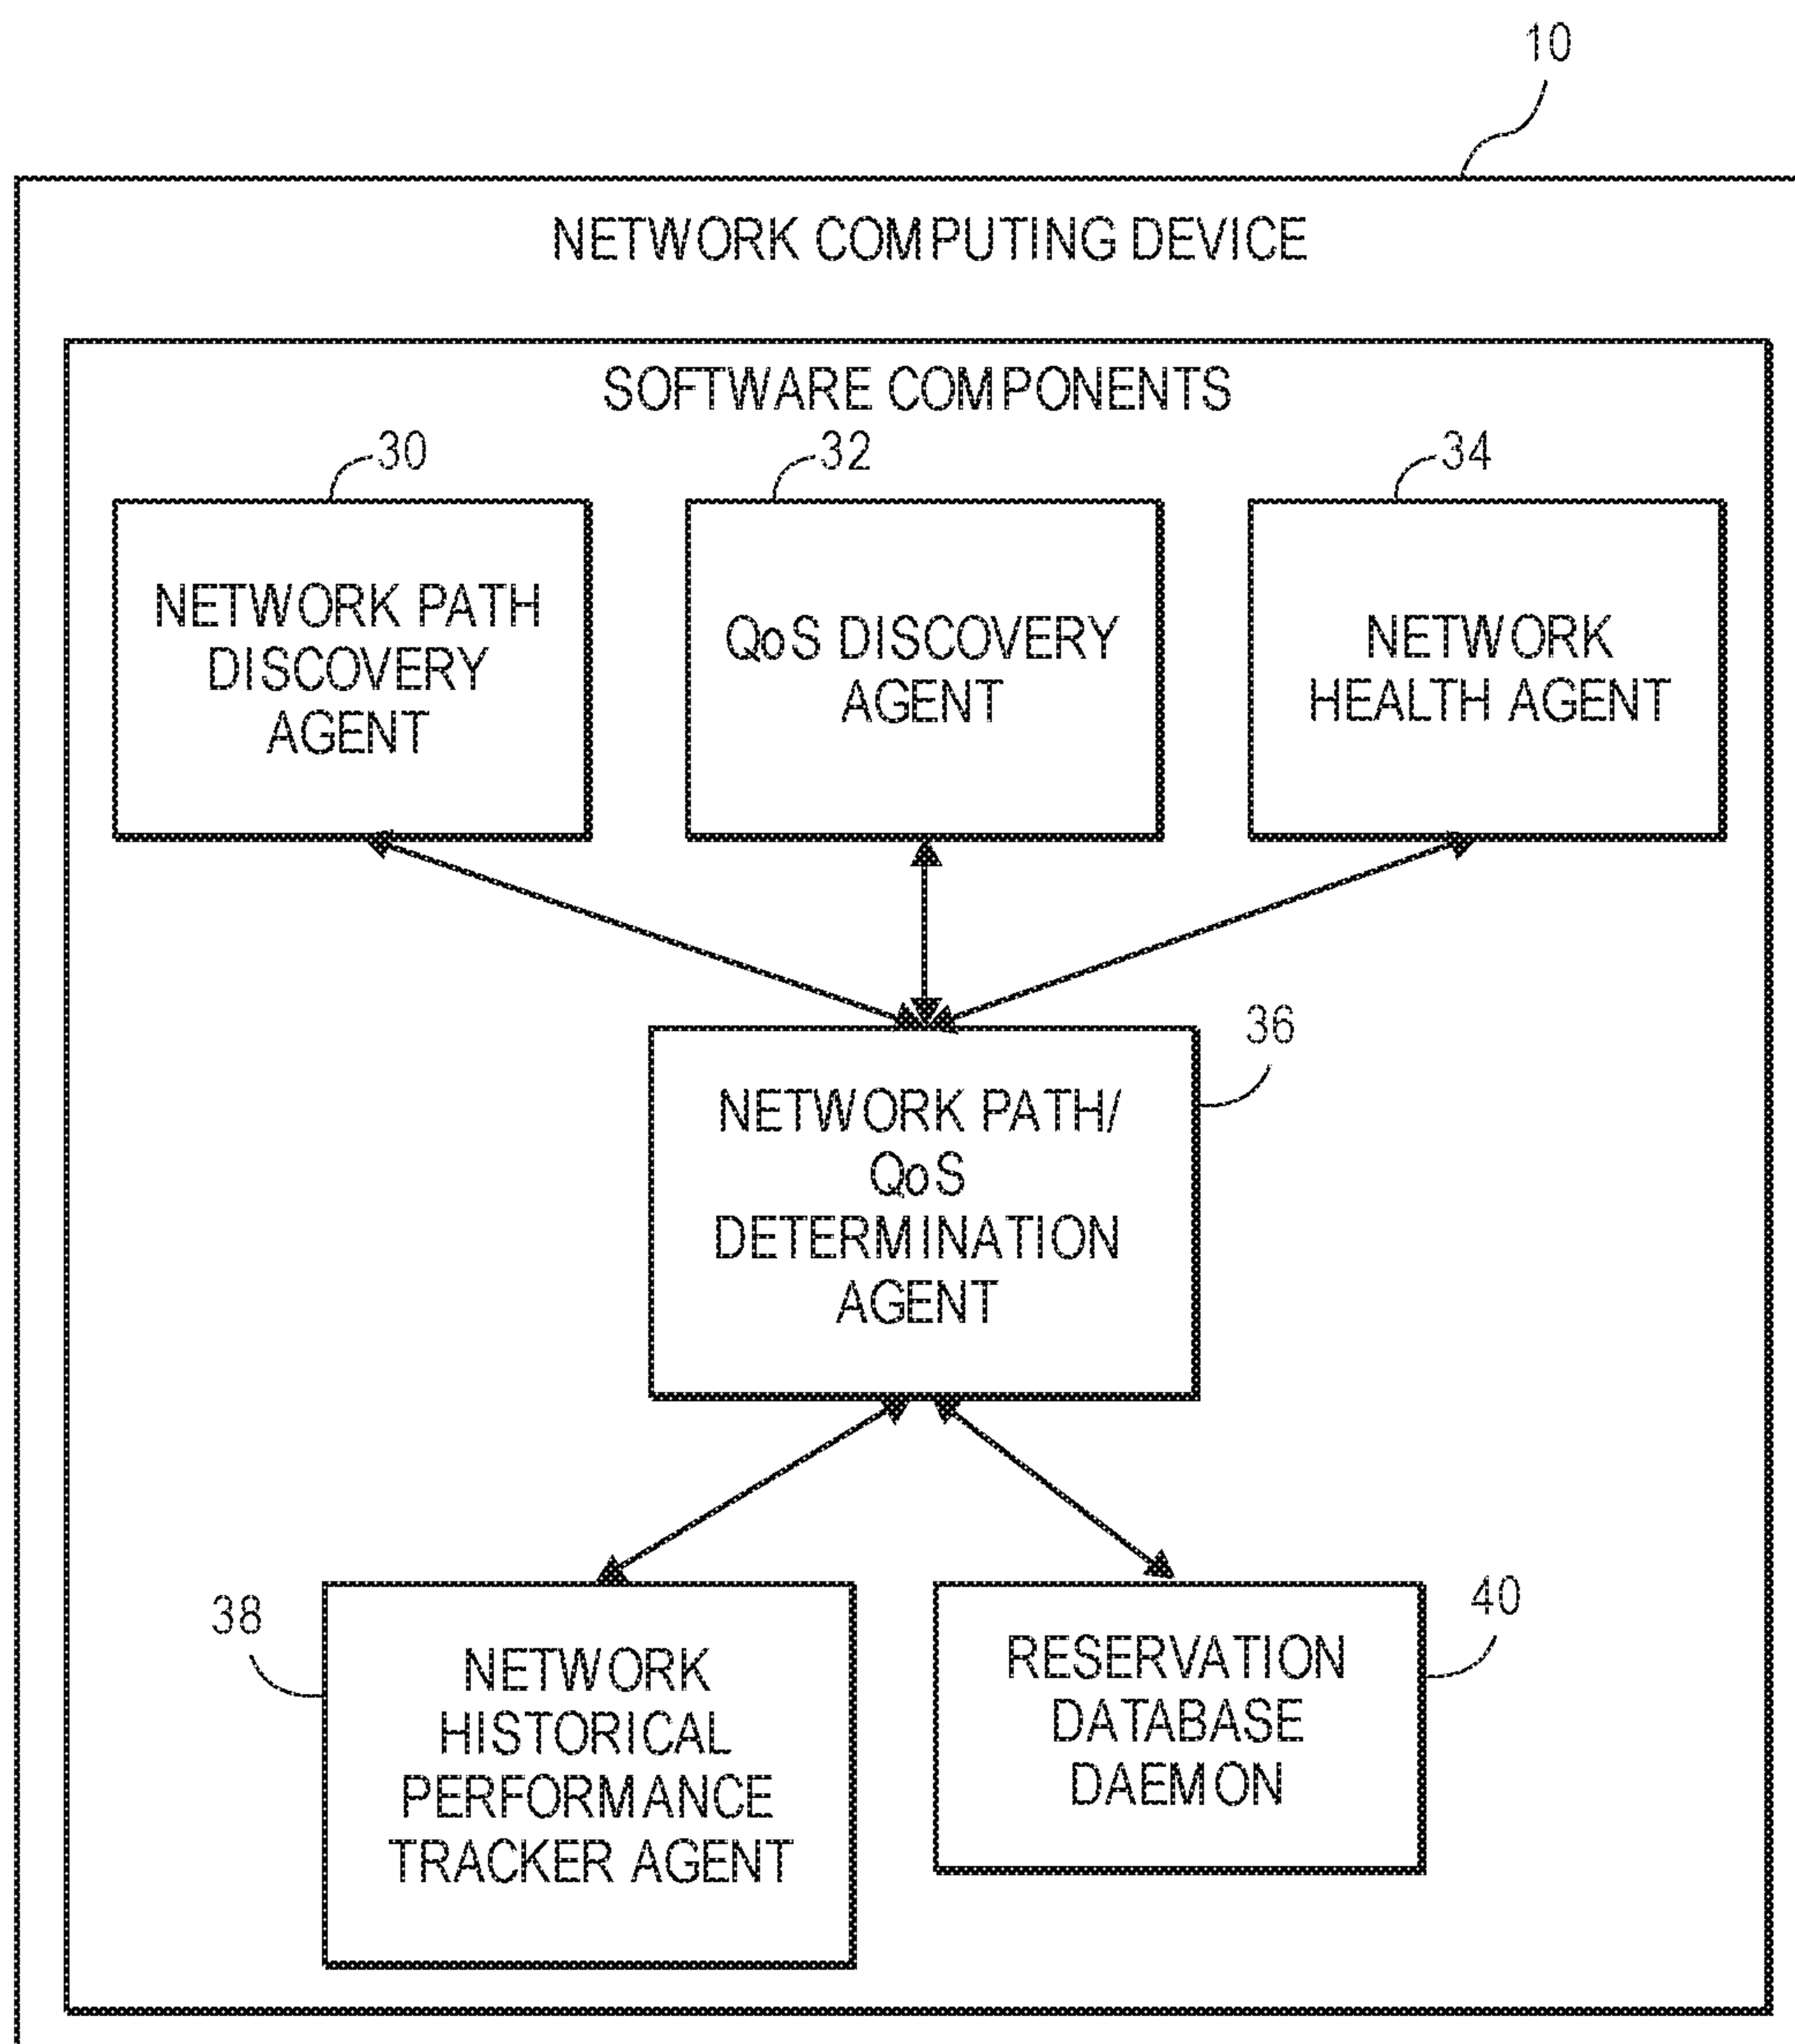 10
NETWORK COMPUTING DEVICE
SOFTWARE COMPONENTS
30
32
34
NETWORK PATH
DISCOVERY
AGENT
QoS DISCOVERY
AGENT
NETWORK
HEALTH AGENT
36
NETWORK PATH/
QoS
DETERMINATION
AGENT
38
NETWORK
HISTORICAL
PERFORMANCE
TRACKER AGENT
40
RESERVATION
DATABASE
DAEMON